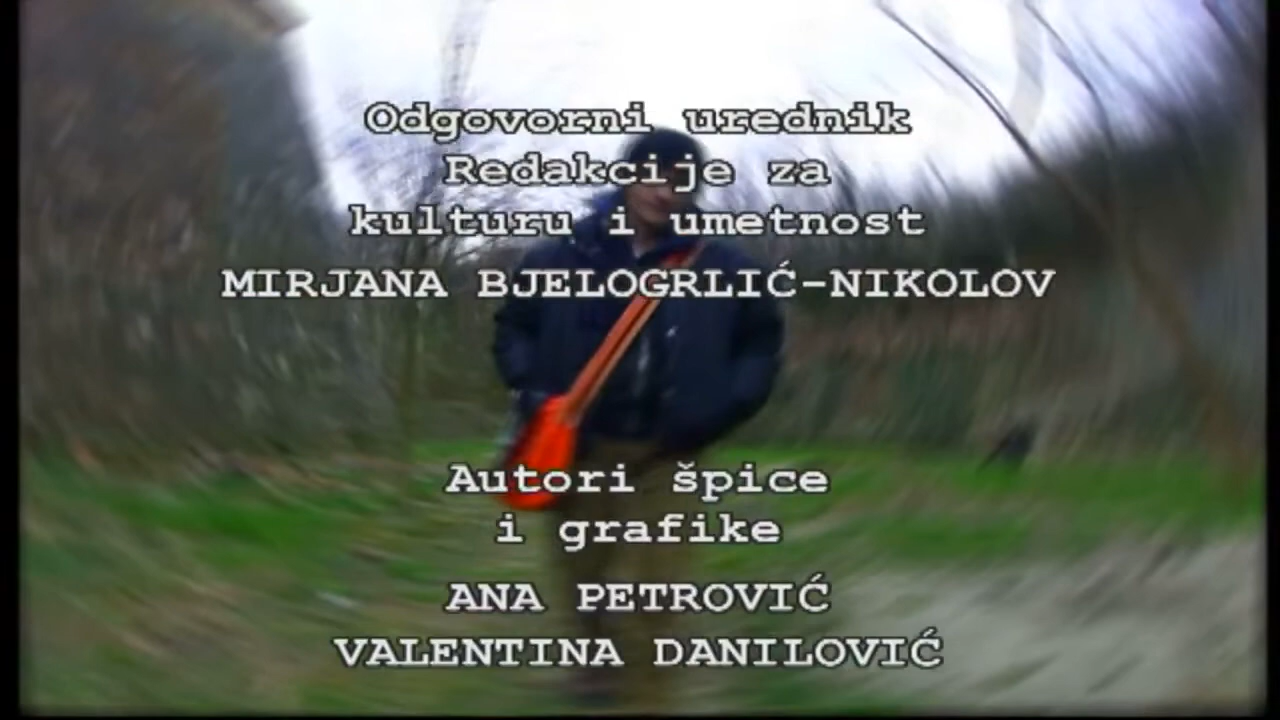 Odgovorni urednik
Redakcije za
kulturu i umetnost
MIRJANA BJELOGRLIĆ-NIKOLOV
Autori špice
i grafike
ANA PETROVIĆ
VALENTINA DANILOVIĆ